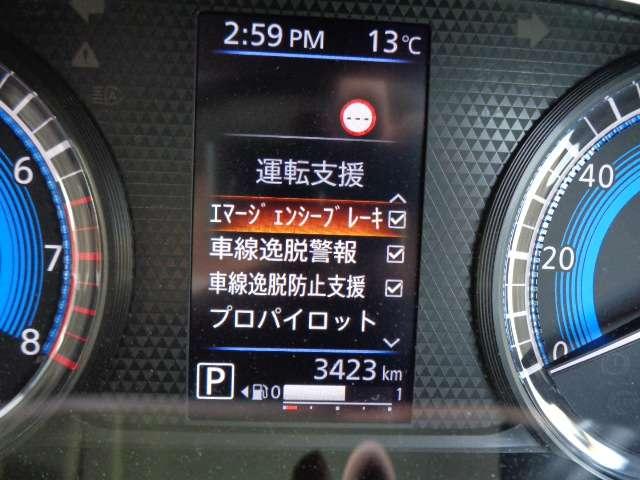 2:59 PM 13℃
---
運転支援
エマージェンシーブレーキ
車線逸脱警報
車線逸脱防止支援
プロパイロット
3423 km
P 0 1
6
7
8
40
20
0